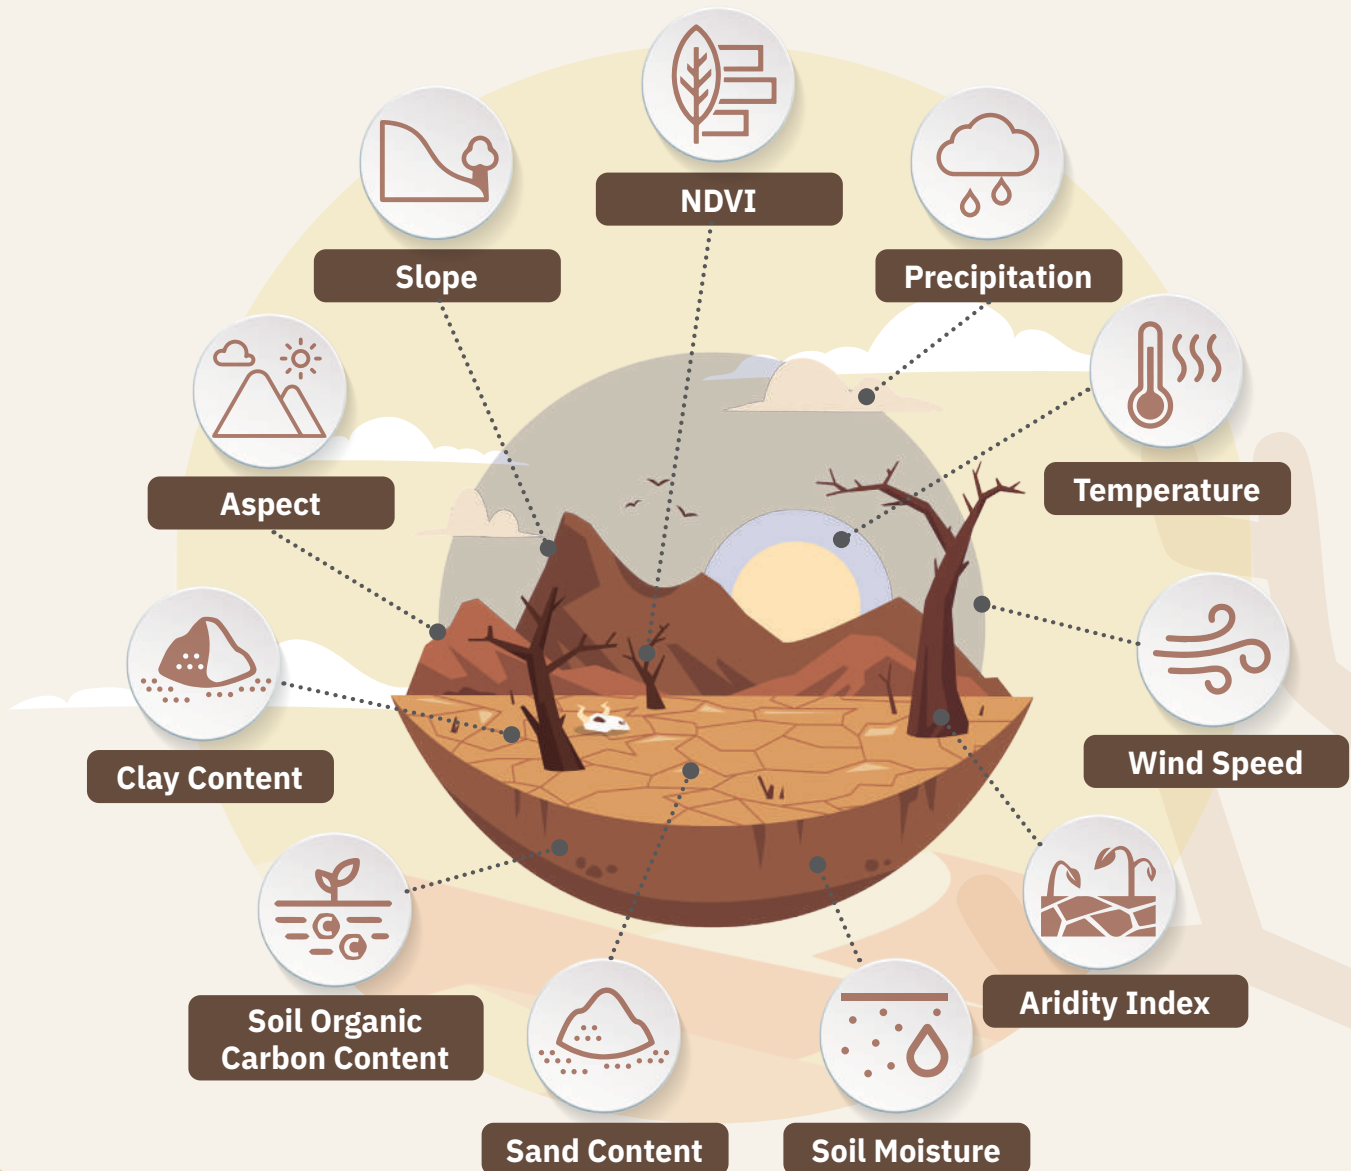 NDVI
Slope
Precipitation
Aspect
Temperature
Clay Content
Wind Speed
Soil Organic
Carbon Content
Aridity Index
Sand Content
Soil Moisture
C
C